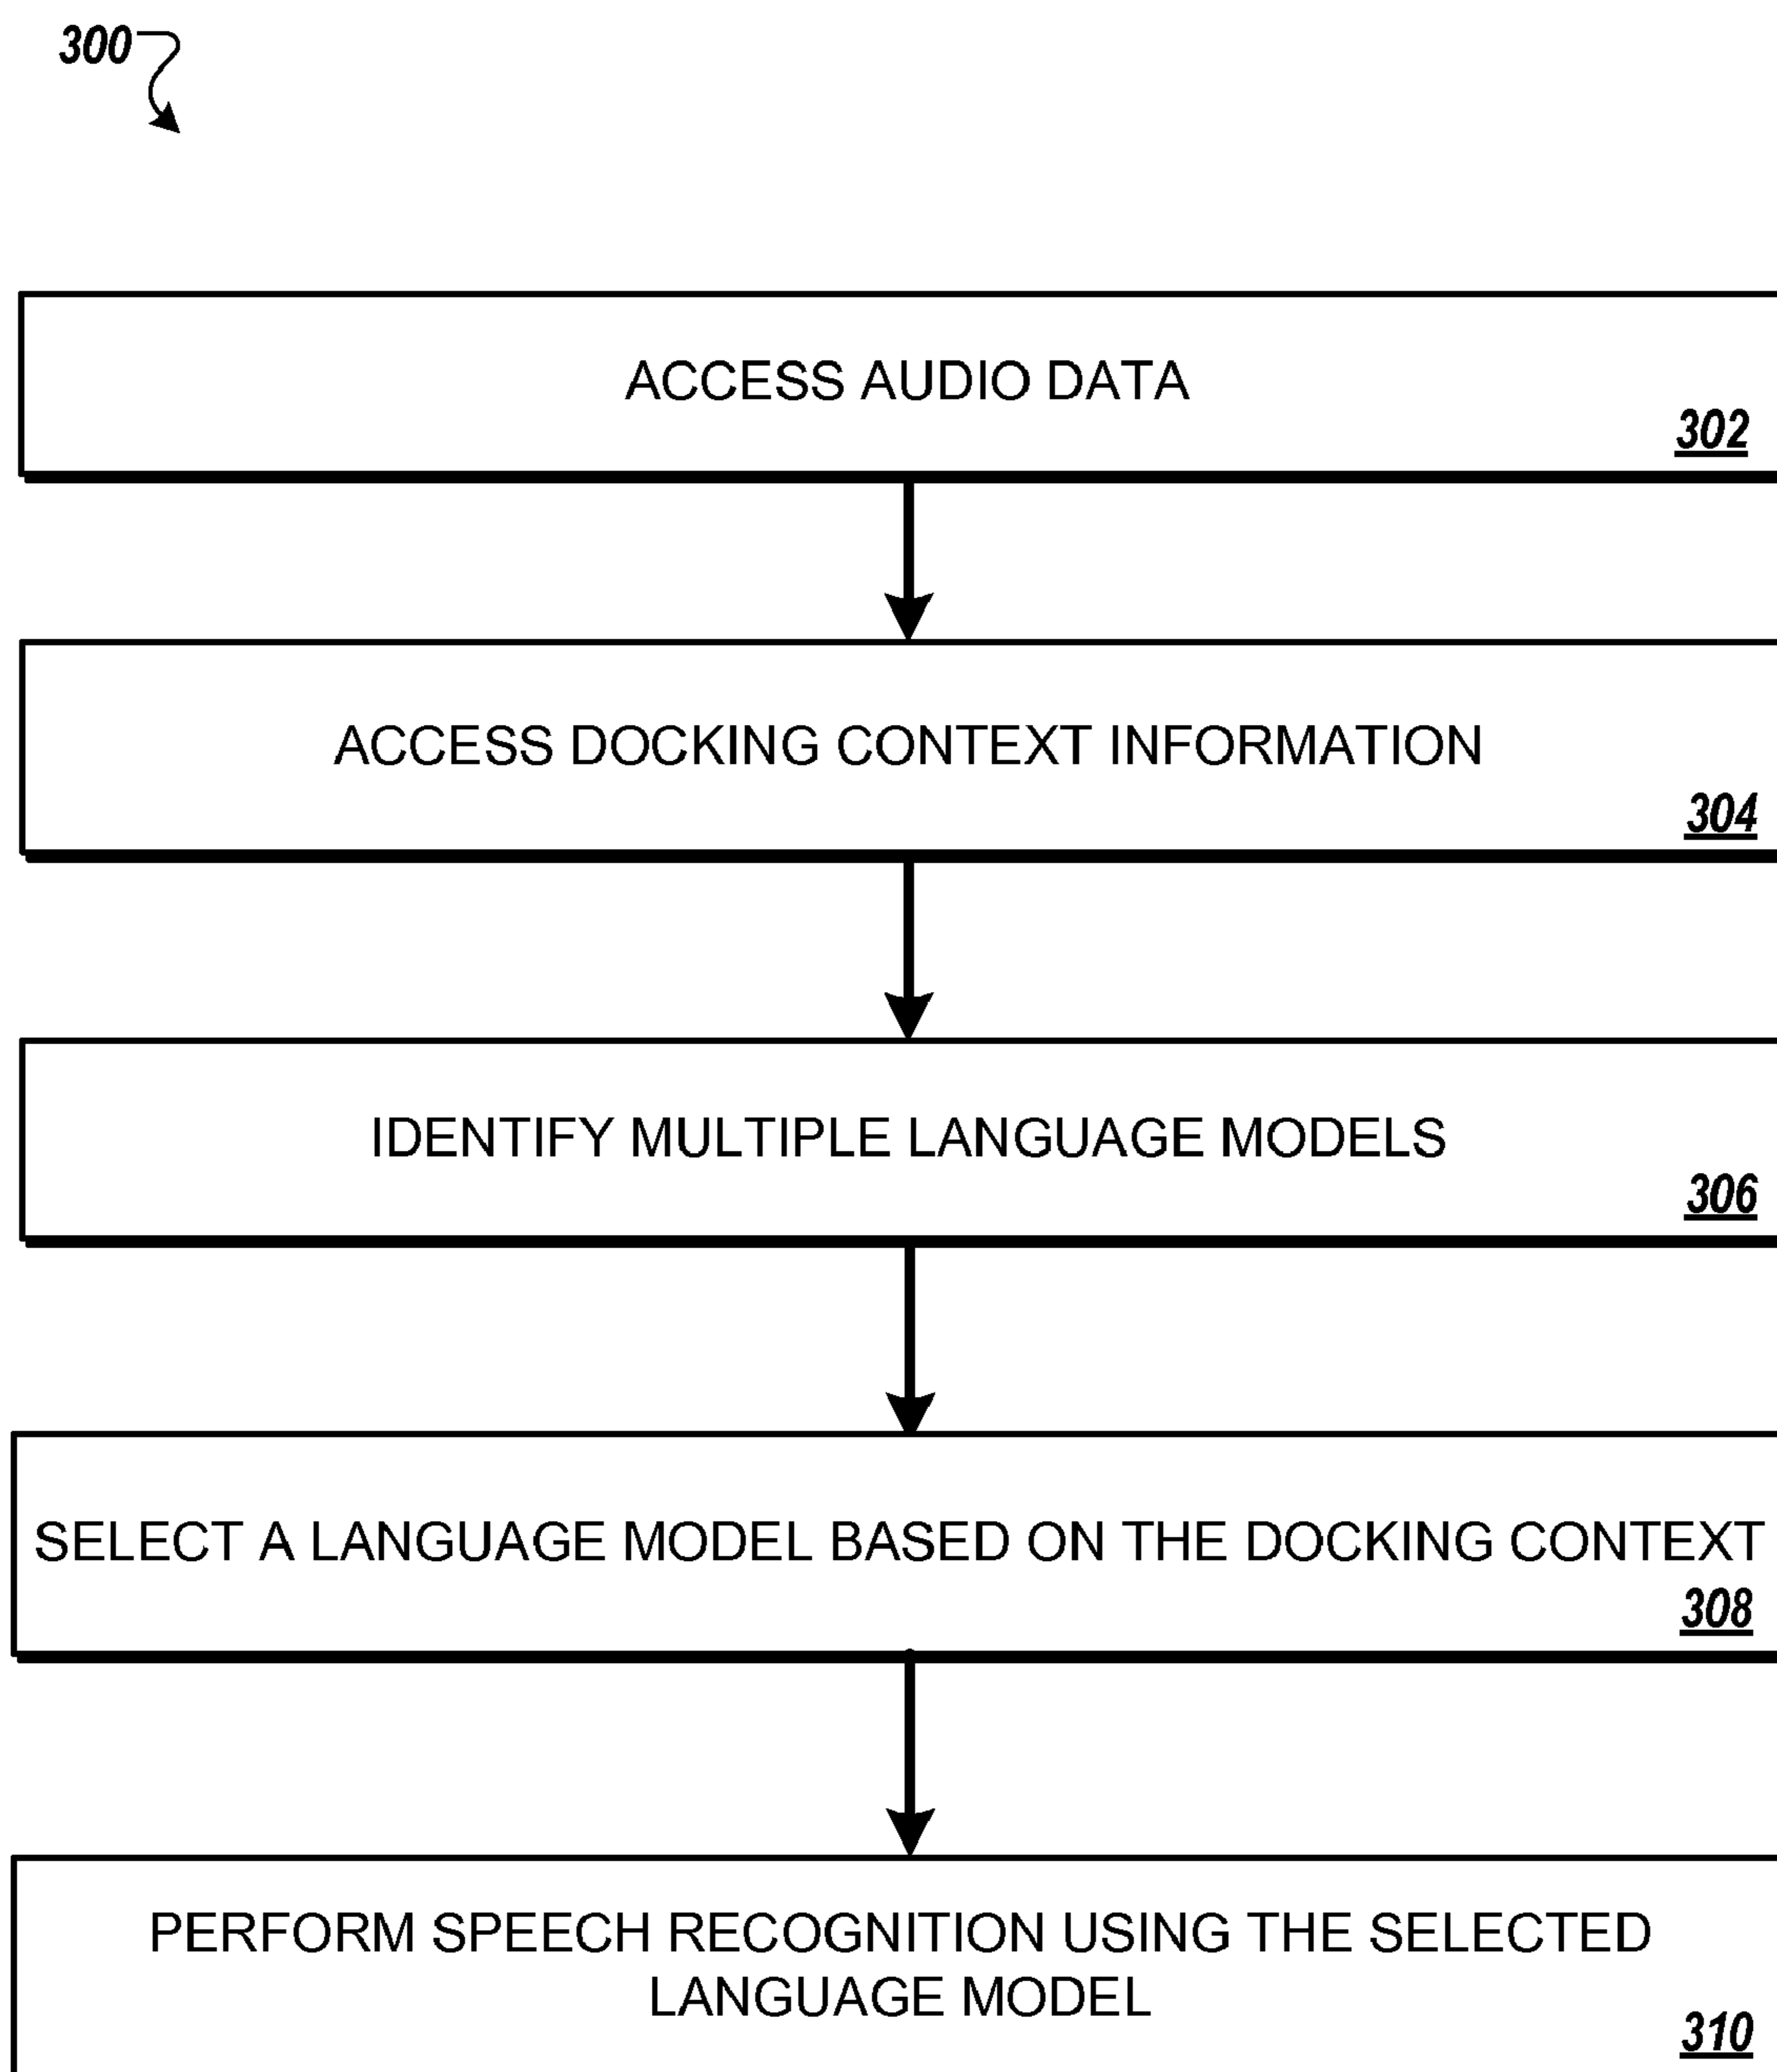 300
ACCESS AUDIO DATA
302
ACCESS DOCKING CONTEXT INFORMATION
304
IDENTIFY MULTIPLE LANGUAGE MODELS
306
SELECT A LANGUAGE MODEL BASED ON THE DOCKING CONTEXT
308
PERFORM SPEECH RECOGNITION USING THE SELECTED
LANGUAGE MODEL
310